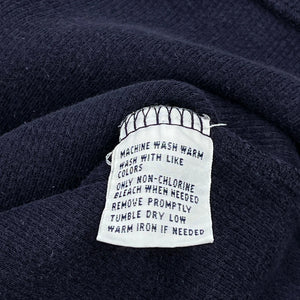 MACHINE WASH WARM
WASH WITH LIKE
COLORS
ONLY NON-CHLORINE
BLEACH WHEN NEEDED
REMOVE PROMPTLY
TUMBLE DRY LOW
WARM IRON IF NEEDED